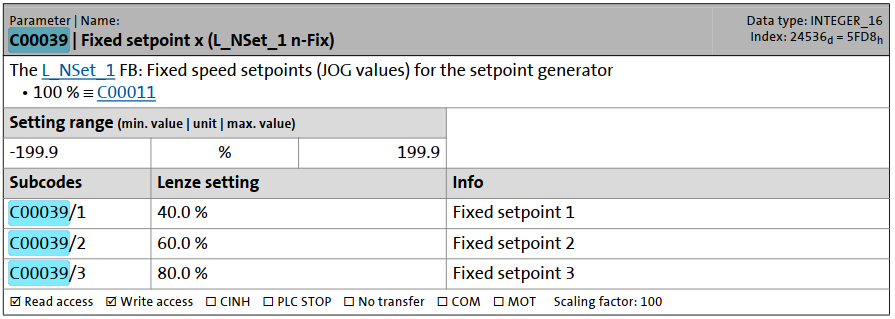 Parameter | Name:
C00039 | Fixed setpoint x (L_NSet_1 n-Fix)
Data type: INTEGER_16
Index: 24536d = 5FD8h
The L_NSet_1 FB: Fixed speed setpoints (JOG values) for the setpoint generator
• 100 % ≡ C00011
Setting range (min. value | unit | max. value)
-199.9 % 199.9
Subcodes Lenze setting Info
C00039/1 40.0 % Fixed setpoint 1
C00039/2 60.0 % Fixed setpoint 2
C00039/3 80.0 % Fixed setpoint 3
☑ Read access ☑ Write access ☐ CINH ☐ PLC STOP ☐ No transfer ☐ COM ☐ MOT Scaling factor: 100